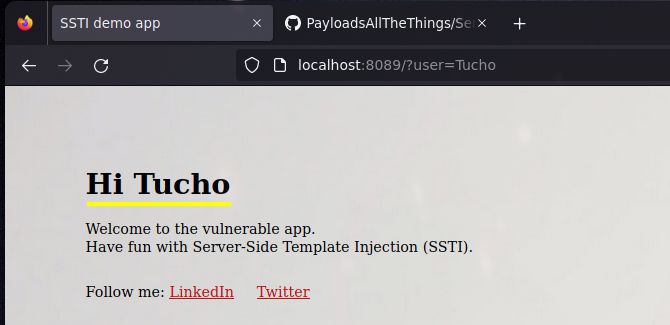 SSTI demo app
PayloadsAllTheThings/Se
localhost:8089/?user=Tucho
Hi Tucho
Welcome to the vulnerable app.
Have fun with Server-Side Template Injection (SSTI).
Follow me: LinkedIn Twitter